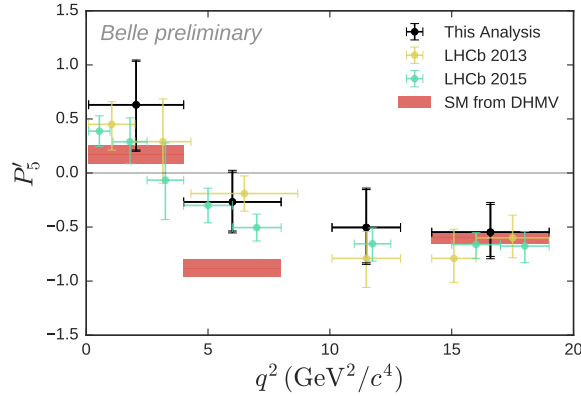 Belle preliminary
This Analysis
LHCb 2013
LHCb 2015
SM from DHMV
1.5
1.0
0.5
0.0
−0.5
−1.0
−1.5
P′₅
0 5 10 15 20
q² (GeV²/c⁴)